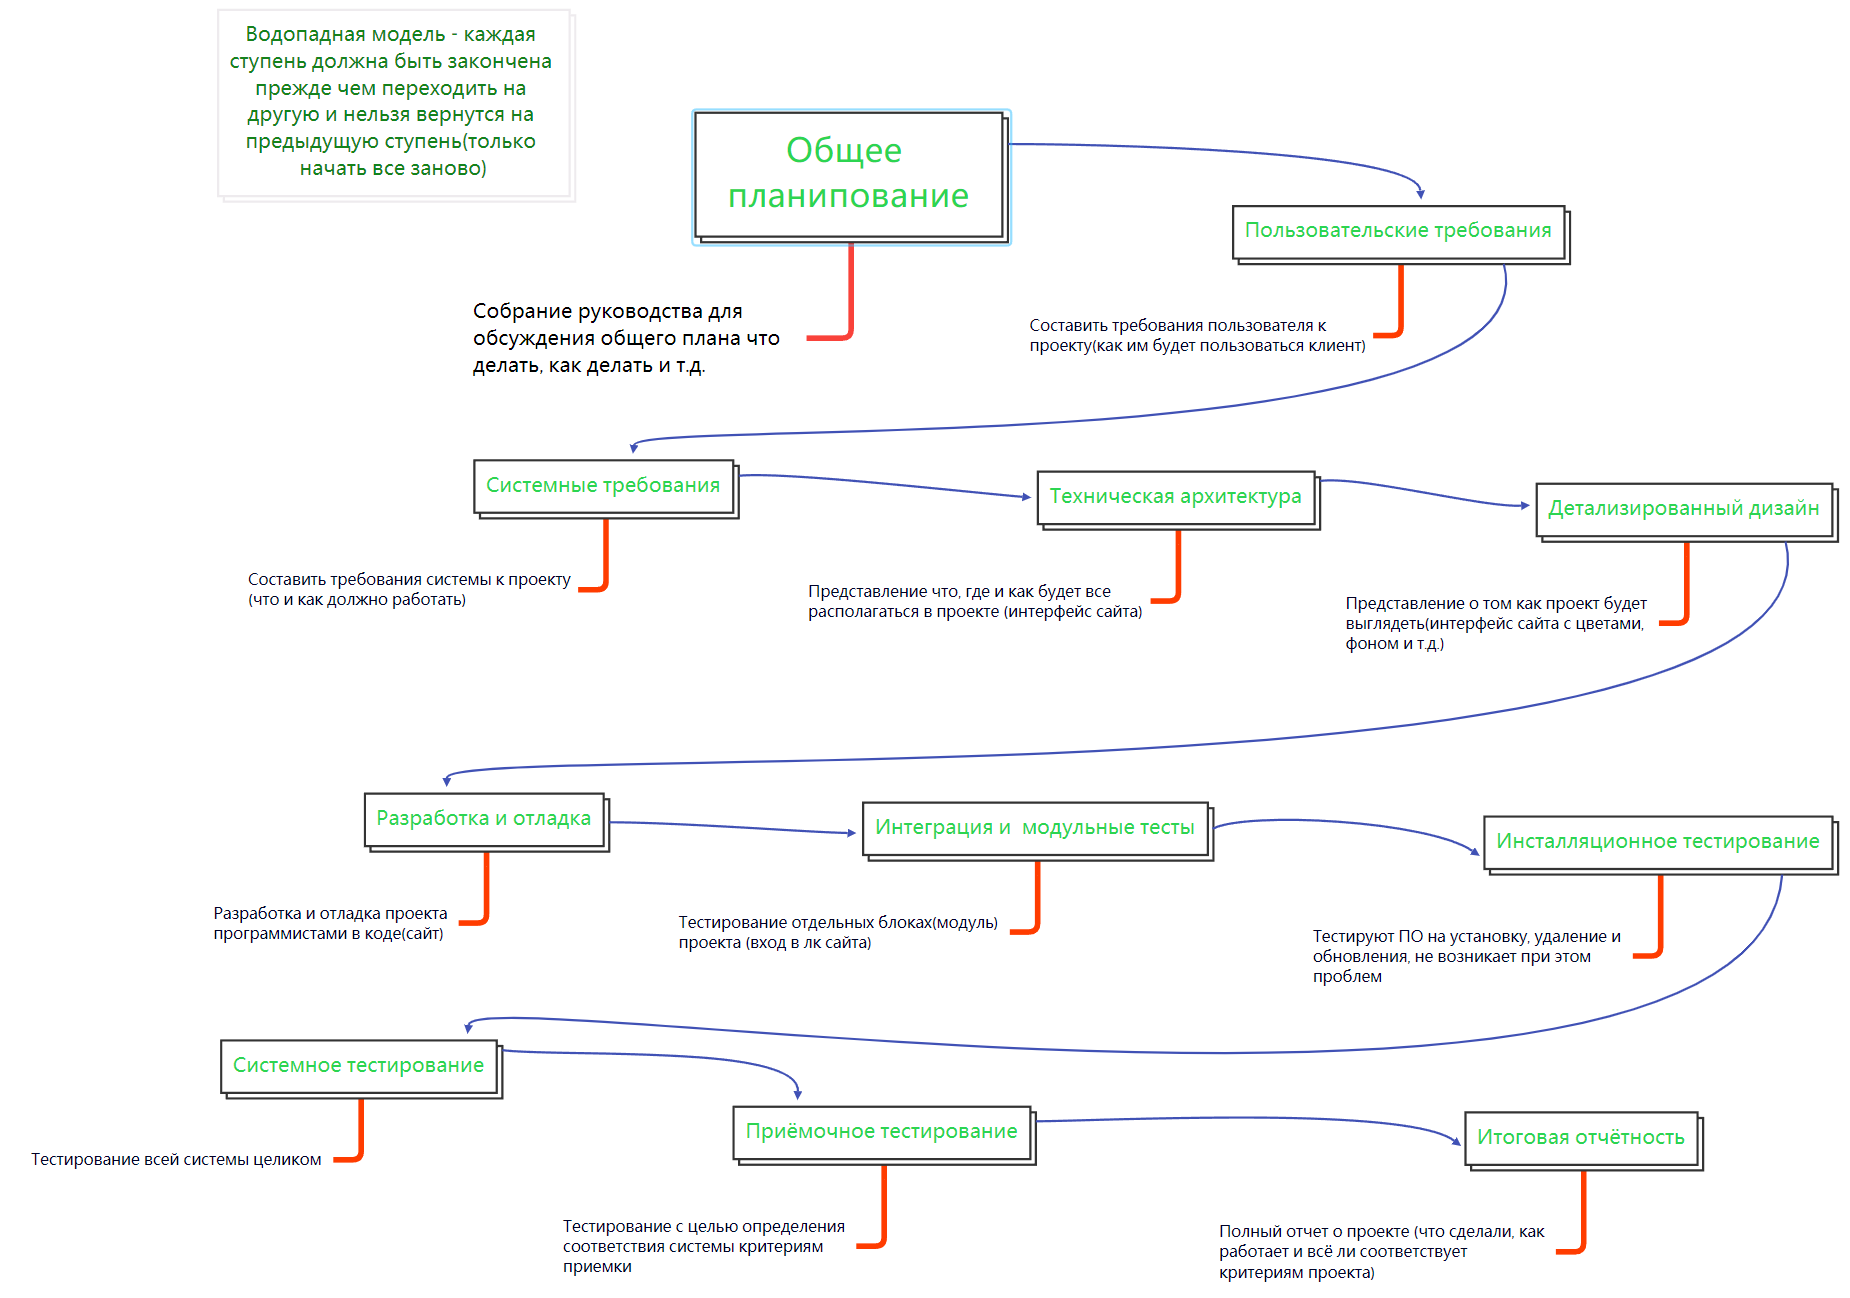 Водопадная модель - каждая
ступень должна быть закончена
прежде чем переходить на
другую и нельзя вернутся на
предыдущую ступень(только
начать все заново)
Общее
планипование
Пользовательские требования
Собрание руководства для
обсуждения общего плана что
делать, как делать и т.д.
Составить требования пользователя к
проекту(как им будет пользоваться клиент)
Системные требования
Техническая архитектура
Детализированный дизайн
Составить требования системы к проекту
(что и как должно работать)
Представление что, где и как будет все
располагаться в проекте (интерфейс сайта)
Представление о том как проект будет
выглядеть(интерфейс сайта с цветами,
фоном и т.д.)
Разработка и отладка
Интеграция и  модульные тесты
Инсталляционное тестирование
Разработка и отладка проекта
программистами в коде(сайт)
Тестирование отдельных блоках(модуль)
проекта (вход в лк сайта)
Тестируют ПО на установку, удаление и
обновления, не возникает при этом
проблем
Системное тестирование
Приёмочное тестирование
Итоговая отчётность
Тестирование всей системы целиком
Тестирование с целью определения
соответствия системы критериям
приемки
Полный отчет о проекте (что сделали, как
работает и всё ли соответствует
критериям проекта)